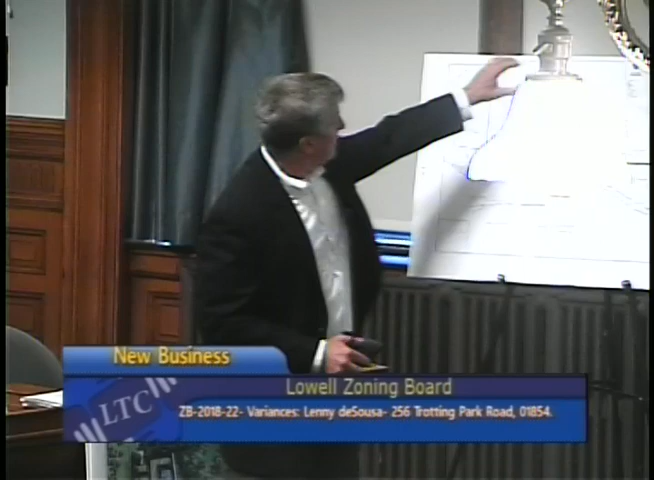 New Business
Lowell Zoning Board
LTC
ZB-2018-22- Variances: Lenny deSousa- 256 Trotting Park Road, 01854.